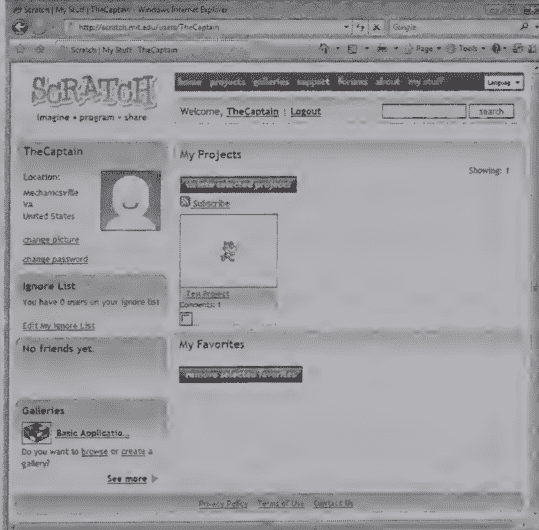 Scratch | My Stuff | TheCaptain - Windows Internet Explorer
http://scratch.mit.edu/users/TheCaptain
Google
Scratch | My Stuff | TheCaptain
Page
Tools
SCRATCH
imagine • program • share
home projects galleries support forums about my stuff
Language
Welcome, TheCaptain | Logout
search
TheCaptain
Location:
Mechanicsville
VA
United States
change picture
change password
Ignore List
You have 0 users on your ignore list
Edit My Ignore List
No friends yet.
Galleries
Basic Applicatio...
Do you want to browse or create a
gallery?
See more
My Projects
Showing: 1
delete selected projects
Subscribe
Test Project
Comments: 1
My Favorites
remove selected favorites
Privacy Policy Terms of Use Contact Us